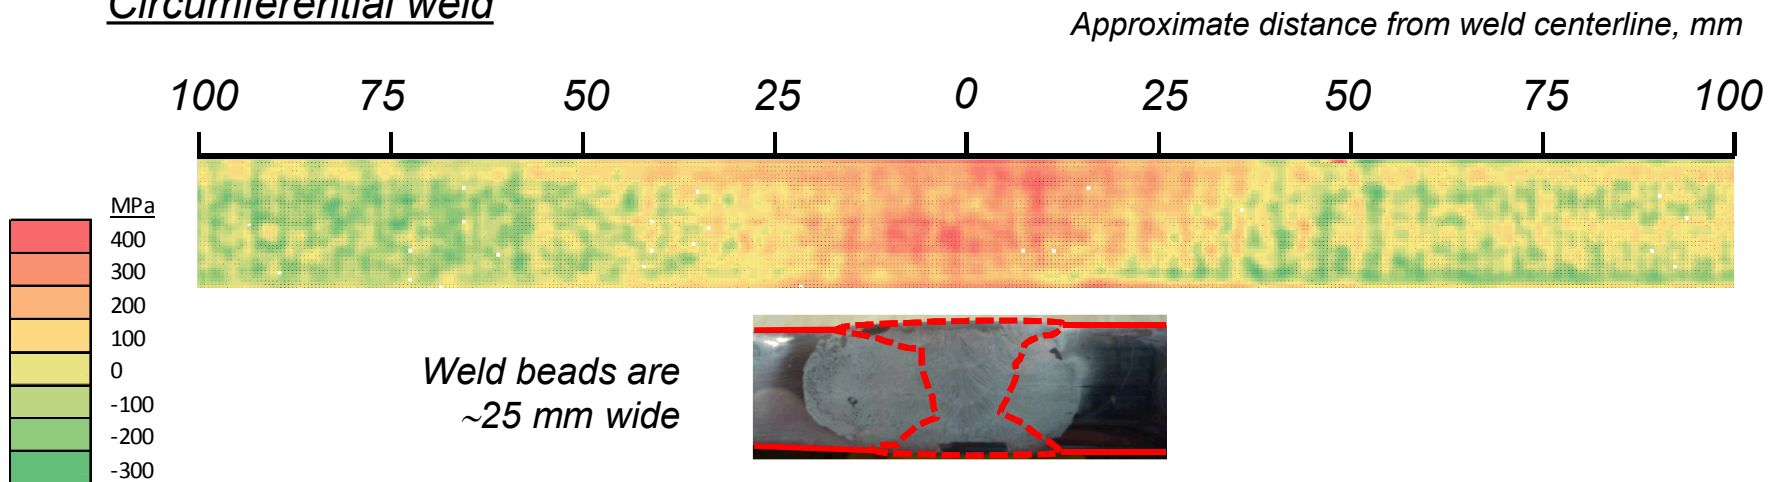 Circumferential weld
Approximate distance from weld centerline, mm
100 75 50 25 0 25 50 75 100
MPa
400
300
200
100
0
-100
-200
-300
Weld beads are
~25 mm wide